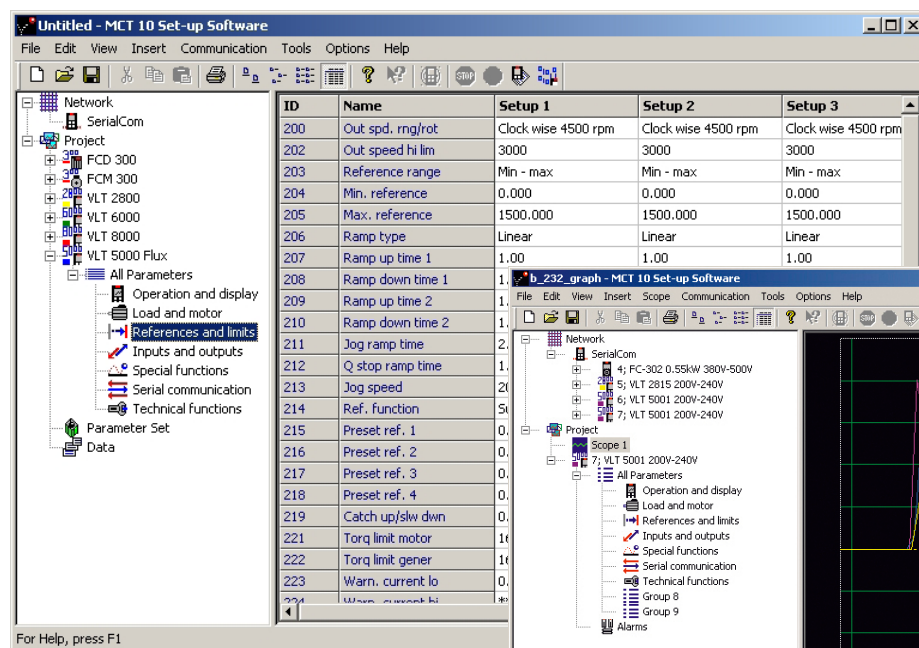 Untitled - MCT 10 Set-up Software
File Edit View Insert Communication Tools Options Help
Network
SerialCom
Project
FCD 300
FCM 300
VLT 2800
VLT 6000
VLT 8000
VLT 5000 Flux
All Parameters
Operation and display
Load and motor
References and limits
Inputs and outputs
Special functions
Serial communication
Technical functions
Parameter Set
Data
ID Name Setup 1 Setup 2 Setup 3
200 Out spd. rng/rot Clock wise 4500 rpm Clock wise 4500 rpm Clock wise 4500 rpm
202 Out speed hi lim 3000 3000 3000
203 Reference range Min - max Min - max Min - max
204 Min. reference 0.000 0.000 0.000
205 Max. reference 1500.000 1500.000 1500.000
206 Ramp type Linear Linear Linear
207 Ramp up time 1 1.00 1.00 1.00
208 Ramp down time 1
209 Ramp up time 2
210 Ramp down time 2
211 Jog ramp time
212 Q stop ramp time
213 Jog speed
214 Ref. function
215 Preset ref. 1
216 Preset ref. 2
217 Preset ref. 3
218 Preset ref. 4
219 Catch up/slw dwn
221 Torq limit motor
222 Torq limit gener
223 Warn. current lo
224 Warn. current hi
For Help, press F1
b_232_graph - MCT 10 Set-up Software
File Edit View Insert Scope Communication Tools Options Help
Network
SerialCom
4; FC-302 0.55kW 380V-500V
5; VLT 2815 200V-240V
6; VLT 5001 200V-240V
7; VLT 5001 200V-240V
Project
Scope 1
7; VLT 5001 200V-240V
All Parameters
Operation and display
Load and motor
References and limits
Inputs and outputs
Special functions
Serial communication
Technical functions
Group 8
Group 9
Alarms